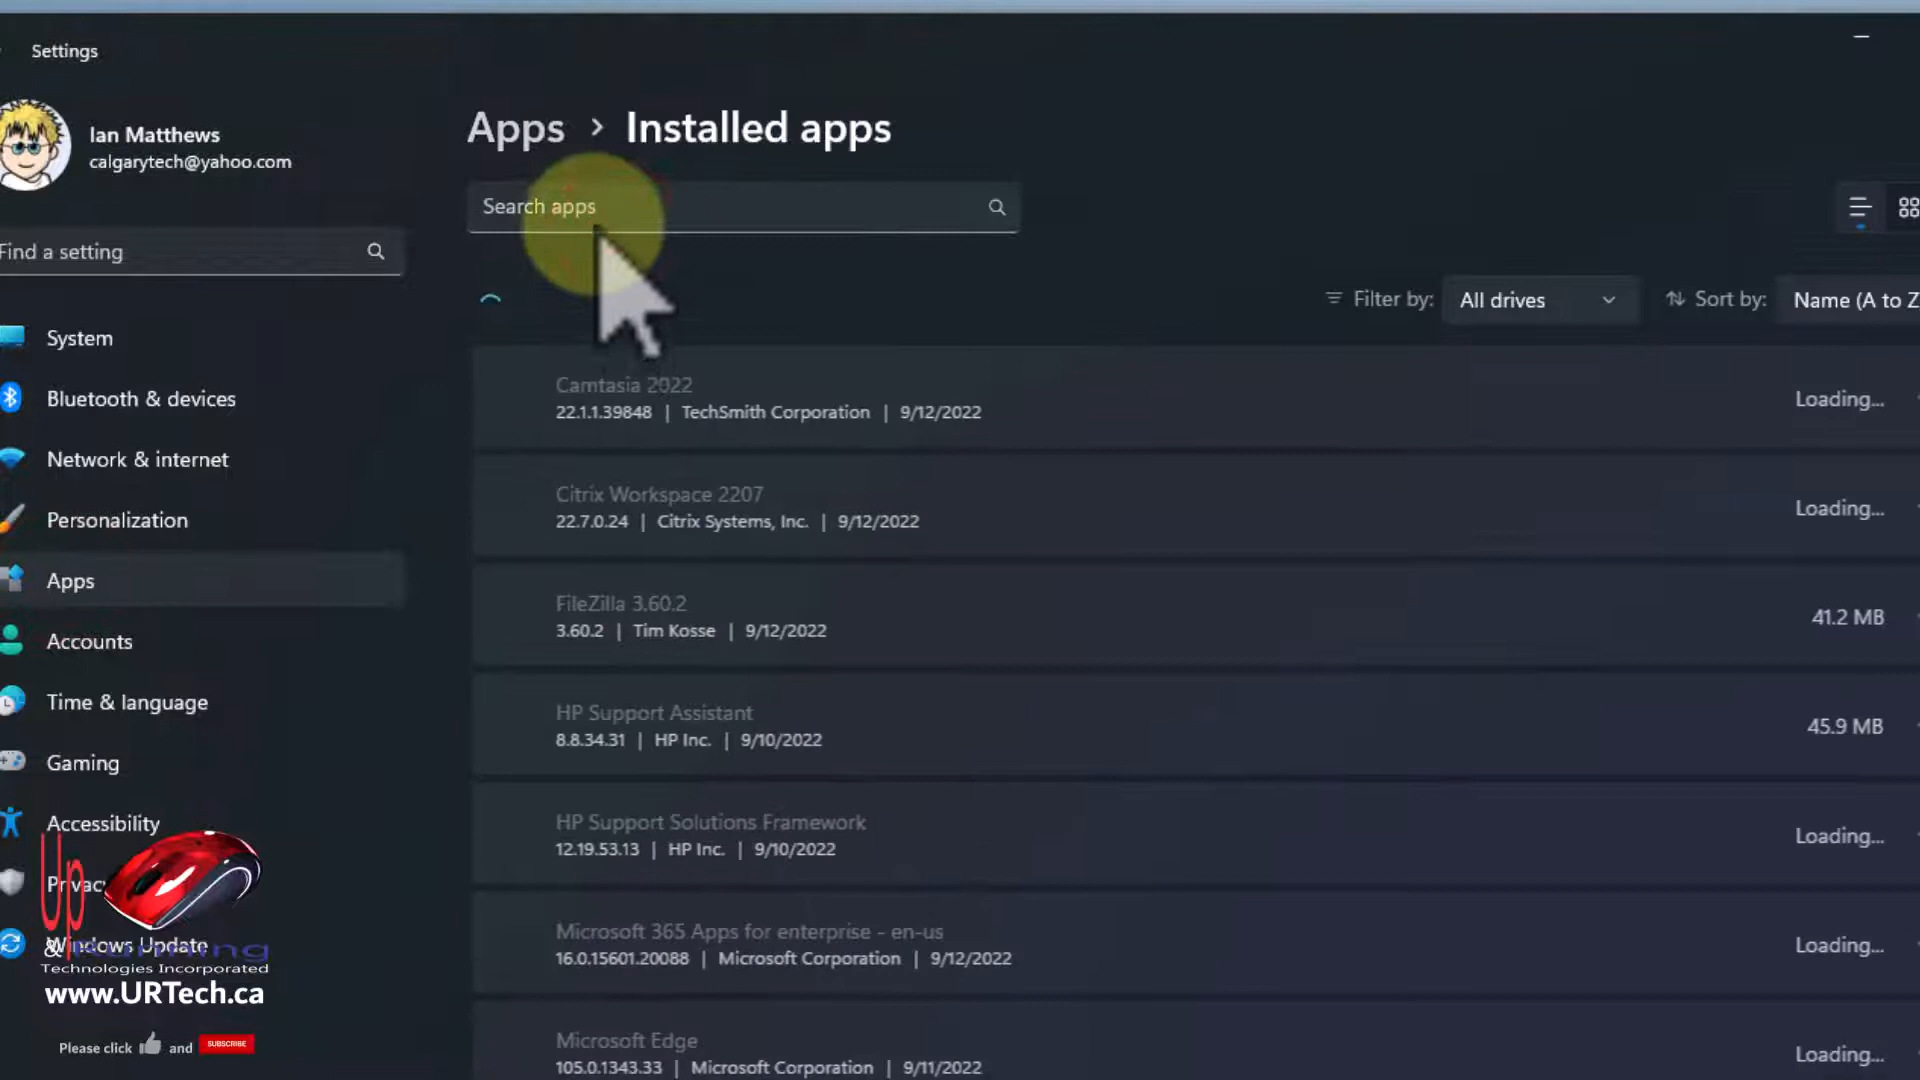 Settings
Ian Matthews
calgarytech@yahoo.com
Find a setting
System
Bluetooth & devices
Network & internet
Personalization
Apps
Accounts
Time & language
Gaming
Accessibility
Privac
Windows Update
Up
& Running
Technologies Incorporated
www.URTech.ca
Please click and SUBSCRIBE
Apps > Installed apps
Search apps
Filter by: All drives Sort by: Name (A to Z
Camtasia 2022
22.1.1.39848 | TechSmith Corporation | 9/12/2022
Loading...
Citrix Workspace 2207
22.7.0.24 | Citrix Systems, Inc. | 9/12/2022
Loading...
FileZilla 3.60.2
3.60.2 | Tim Kosse | 9/12/2022
41.2 MB
HP Support Assistant
8.8.34.31 | HP Inc. | 9/10/2022
45.9 MB
HP Support Solutions Framework
12.19.53.13 | HP Inc. | 9/10/2022
Loading...
Microsoft 365 Apps for enterprise - en-us
16.0.15601.20088 | Microsoft Corporation | 9/12/2022
Loading...
Microsoft Edge
105.0.1343.33 | Microsoft Corporation | 9/11/2022
Loading...